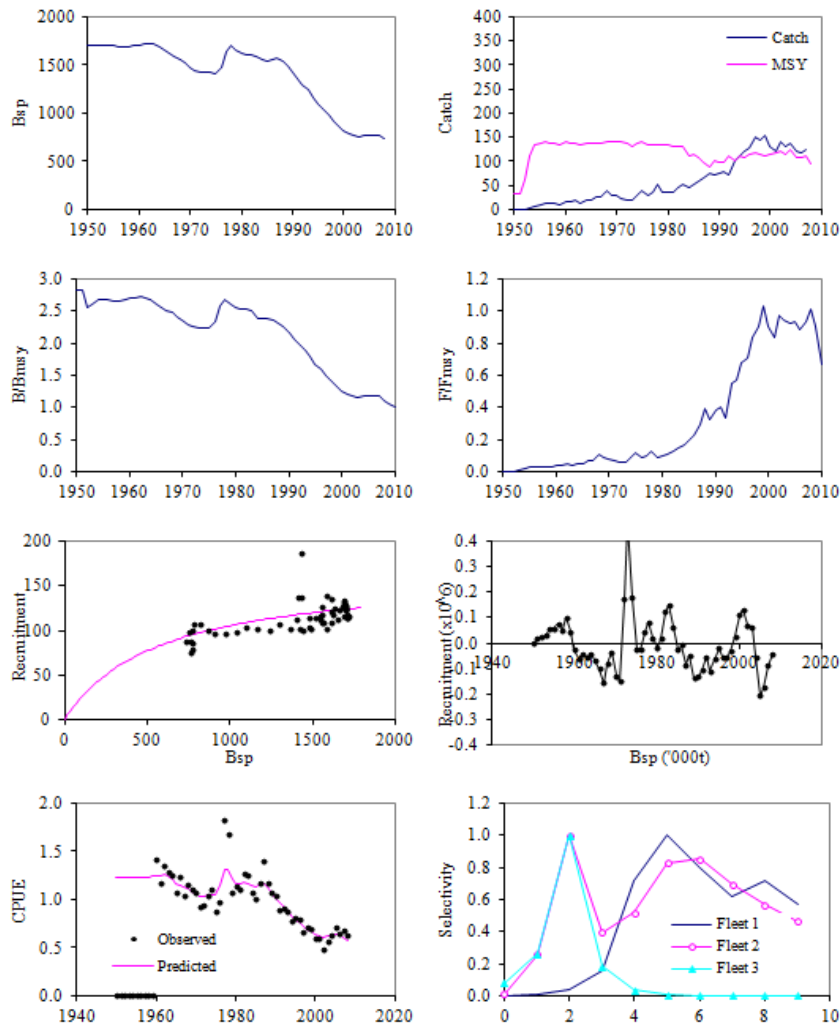 2000
1500
1000
500
0
Bsp
1950 1960 1970 1980 1990 2000 2010
400
350
300
250
200
150
100
50
0
Catch
Catch
MSY
1950 1960 1970 1980 1990 2000 2010
3.0
2.5
2.0
1.5
1.0
0.5
0.0
B/Bmsy
1950 1960 1970 1980 1990 2000 2010
1.2
1.0
0.8
0.6
0.4
0.2
0.0
F/Fmsy
1950 1960 1970 1980 1990 2000 2010
200
150
100
50
0
Recruitment
0 500 1000 1500 2000
Bsp
0.4
0.3
0.2
0.1
0.0
-0.1
-0.2
-0.3
-0.4
Recruitment (x10^6)
1940 1960 1980 2000 2020
Bsp ('000t)
2.0
1.5
1.0
0.5
0.0
CPUE
Observed
Predicted
1940 1960 1980 2000 2020
1.2
1.0
0.8
0.6
0.4
0.2
0.0
Selectivity
Fleet 1
Fleet 2
Fleet 3
0 2 4 6 8 10